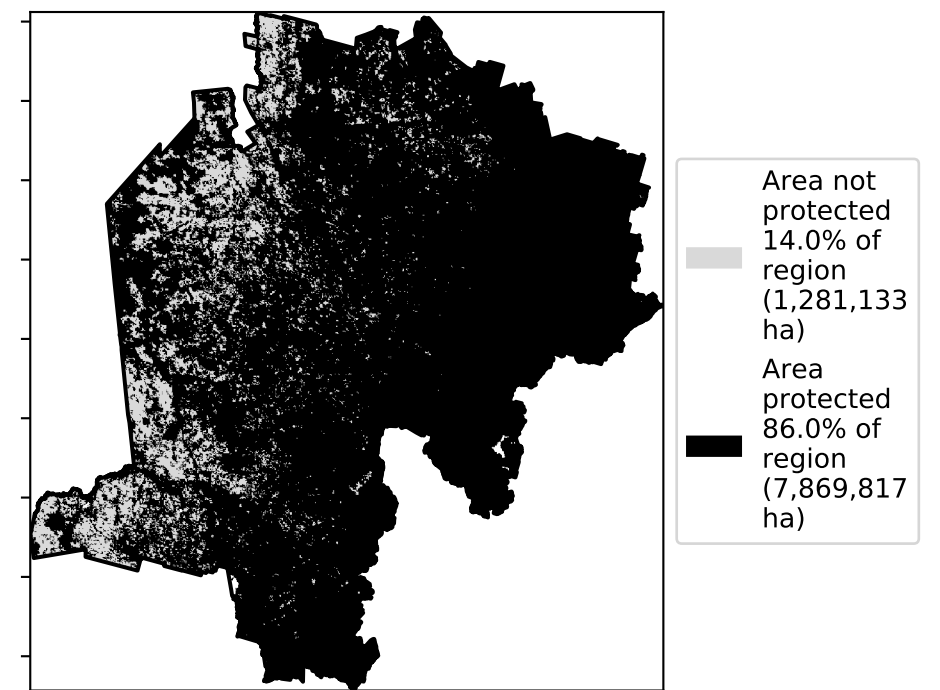 Area not
protected
14.0% of
region
(1,281,133
ha)
Area
protected
86.0% of
region
(7,869,817
ha)